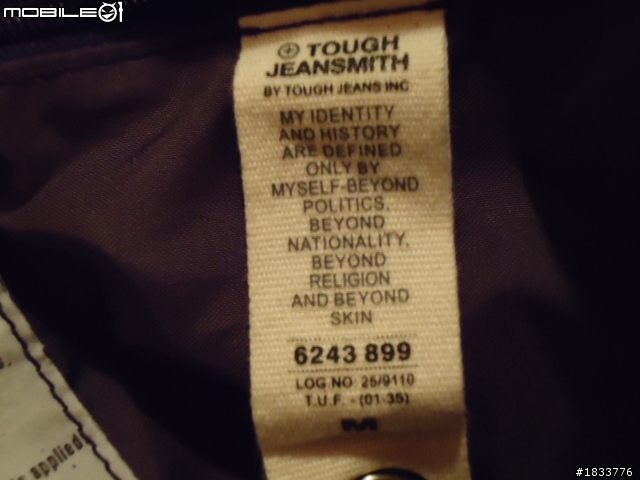 MOBILE01
TOUGH
JEANSMITH
BY TOUGH JEANS INC
MY IDENTITY
AND HISTORY
ARE DEFINED
ONLY BY
MYSELF-BEYOND
POLITICS,
BEYOND
NATIONALITY,
BEYOND
RELIGION
AND BEYOND
SKIN
6243 899
LOG.NO 25/9110
T.U.F. - (01-35)
M
applied!
#1833776